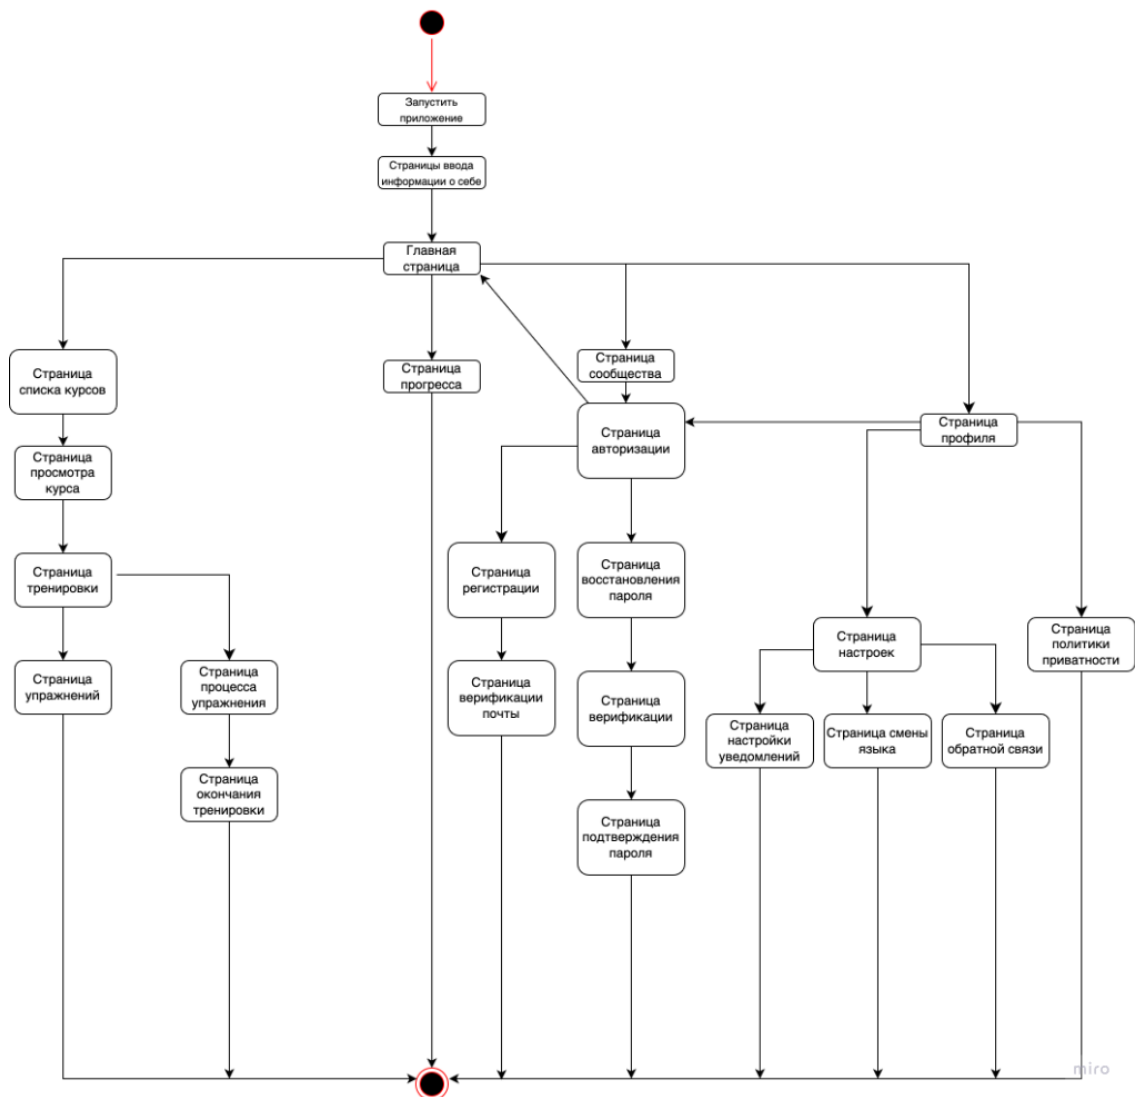 Запустить
приложение
Страницы ввода
информации о себе
Главная
страница
Страница
списка курсов
Страница
прогресса
Страница
сообщества
Страница
авторизации
Страница
профиля
Страница
просмотра
курса
Страница
тренировки
Страница
регистрации
Страница
восстановления
пароля
Страница
настроек
Страница
политики
приватности
Страница
упражнений
Страница
процесса
упражнения
Страница
верификации
почты
Страница
верификации
Страница
настройки
уведомлений
Страница смены
языка
Страница
обратной связи
Страница
окончания
тренировки
Страница
подтверждения
пароля
miro